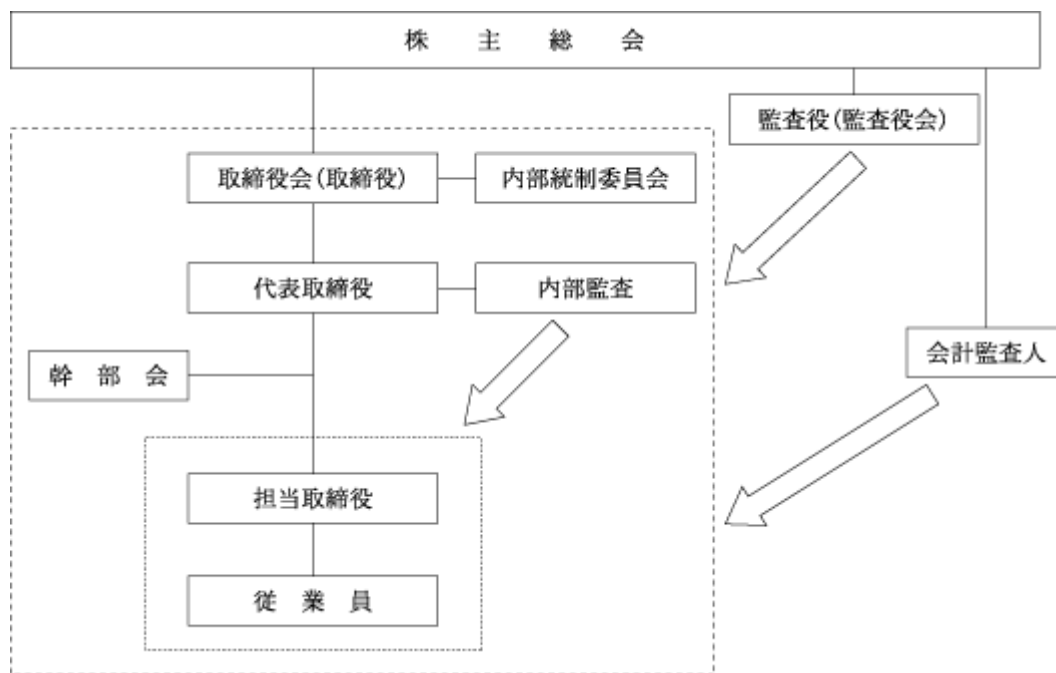 株 主 総 会
監査役(監査役会)
取締役会(取締役)
内部統制委員会
代表取締役
内部監査
会計監査人
幹 部 会
担当取締役
従 業 員